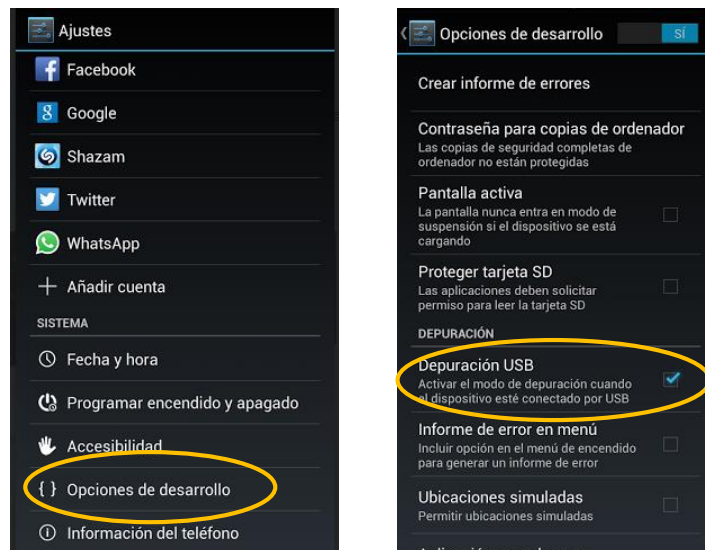 Ajustes
Facebook
Google
Shazam
Twitter
WhatsApp
Añadir cuenta
SISTEMA
Fecha y hora
Programar encendido y apagado
Accesibilidad
Opciones de desarrollo
Información del teléfono
Opciones de desarrollo SÍ
Crear informe de errores
Contraseña para copias de ordenador
Las copias de seguridad completas de
ordenador no están protegidas
Pantalla activa
La pantalla nunca entra en modo de
suspensión si el dispositivo se está
cargando
Proteger tarjeta SD
Las aplicaciones deben solicitar
permiso para leer la tarjeta SD
DEPURACIÓN
Depuración USB
Activar el modo de depuración cuando
el dispositivo esté conectado por USB
Informe de error en menú
Incluir opción en el menú de encendido
para generar un informe de error
Ubicaciones simuladas
Permitir ubicaciones simuladas